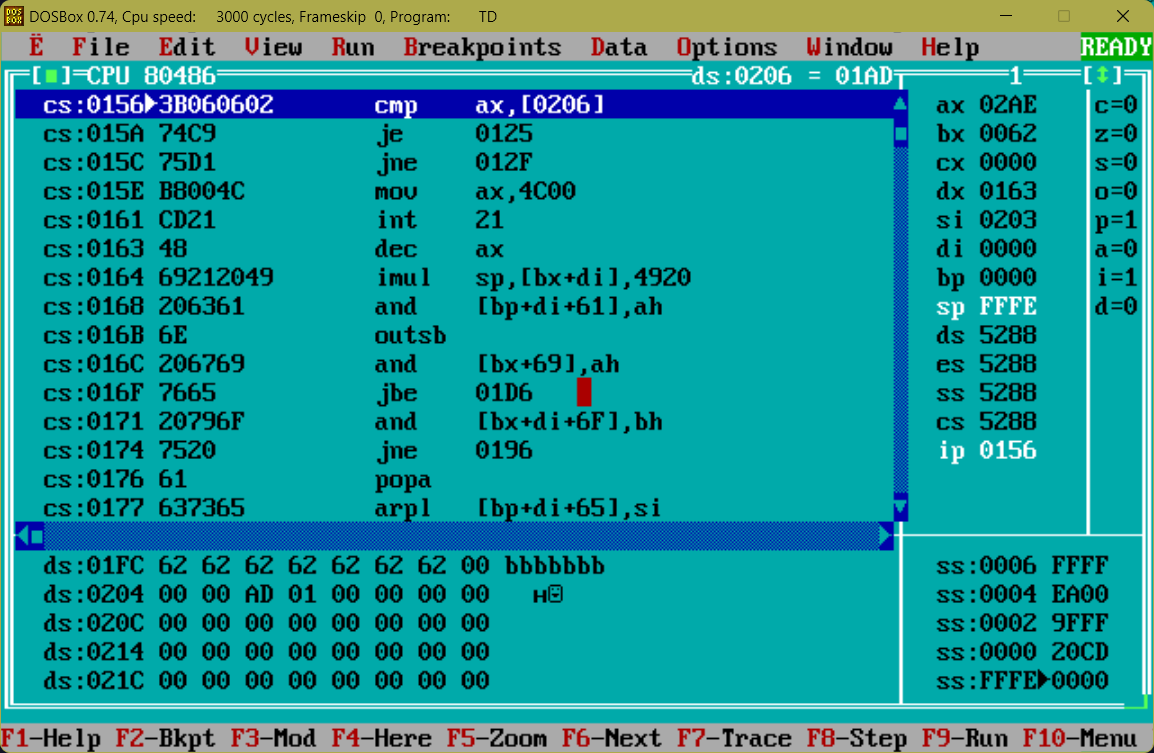 DOSBox 0.74, Cpu speed: 3000 cycles, Frameskip 0, Program: TD
Ë File Edit View Run Breakpoints Data Options Window Help READY
[■]=CPU 80486 ds:0206 = 01AD 1 [↕]
cs:0156►3B060602 cmp ax,[0206] ax 02AE c=0
cs:015A 74C9 je 0125 bx 0062 z=0
cs:015C 75D1 jne 012F cx 0000 s=0
cs:015E B8004C mov ax,4C00 dx 0163 o=0
cs:0161 CD21 int 21 si 0203 p=1
cs:0163 48 dec ax di 0000 a=0
cs:0164 69212049 imul sp,[bx+di],4920 bp 0000 i=1
cs:0168 206361 and [bp+di+61],ah sp FFFE d=0
cs:016B 6E outsb ds 5288
cs:016C 206769 and [bx+69],ah es 5288
cs:016F 7665 jbe 01D6 ss 5288
cs:0171 20796F and [bx+di+6F],bh cs 5288
cs:0174 7520 jne 0196 ip 0156
cs:0176 61 popa
cs:0177 637365 arpl [bp+di+65],si
ds:01FC 62 62 62 62 62 62 62 00 bbbbbbb ss:0006 FFFF
ds:0204 00 00 AD 01 00 00 00 00 н☺ ss:0004 EA00
ds:020C 00 00 00 00 00 00 00 00 ss:0002 9FFF
ds:0214 00 00 00 00 00 00 00 00 ss:0000 20CD
ds:021C 00 00 00 00 00 00 00 00 ss:FFFE►0000
F1-Help F2-Bkpt F3-Mod F4-Here F5-Zoom F6-Next F7-Trace F8-Step F9-Run F10-Menu